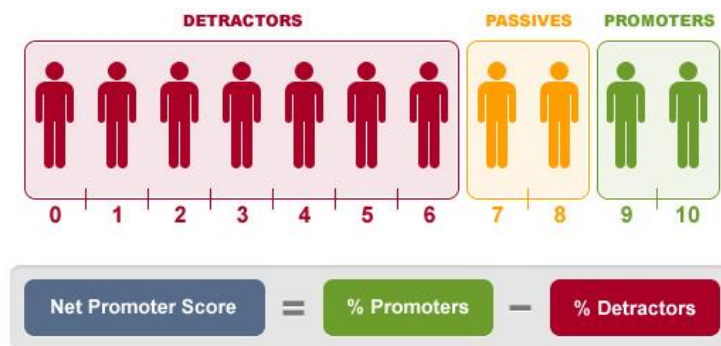 DETRACTORS PASSIVES PROMOTERS
0 1 2 3 4 5 6 7 8 9 10
Net Promoter Score = % Promoters − % Detractors